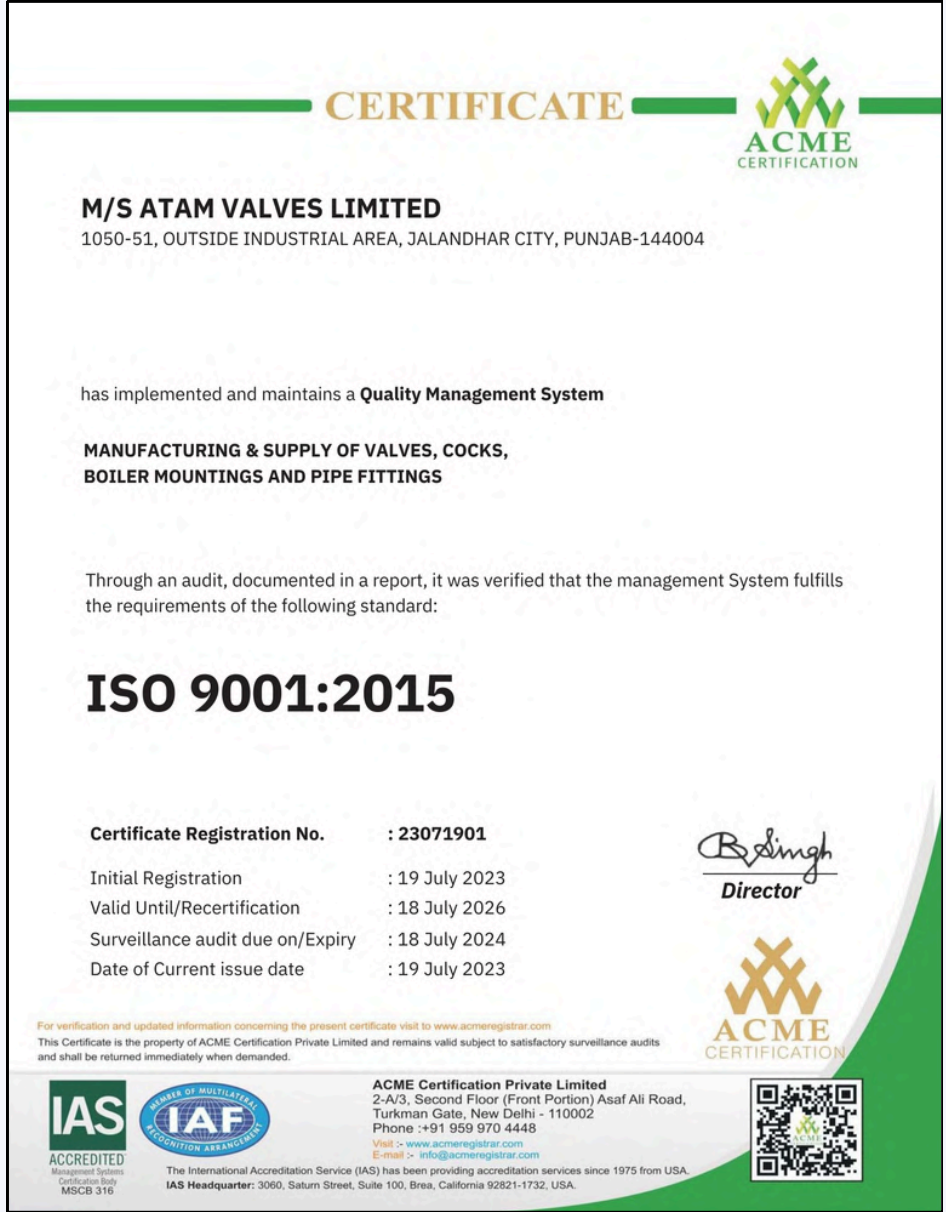 CERTIFICATE
ACME
CERTIFICATION
M/S ATAM VALVES LIMITED
1050-51, OUTSIDE INDUSTRIAL AREA, JALANDHAR CITY, PUNJAB-144004
has implemented and maintains a Quality Management System
MANUFACTURING & SUPPLY OF VALVES, COCKS,
BOILER MOUNTINGS AND PIPE FITTINGS
Through an audit, documented in a report, it was verified that the management System fulfills
the requirements of the following standard:
ISO 9001:2015
Certificate Registration No. : 23071901
Initial Registration : 19 July 2023
Valid Until/Recertification : 18 July 2026
Surveillance audit due on/Expiry : 18 July 2024
Date of Current issue date : 19 July 2023
B Singh
Director
ACME
CERTIFICATION
For verification and updated information concerning the present certificate visit to www.acmeregistrar.com
This Certificate is the property of ACME Certification Private Limited and remains valid subject to satisfactory surveillance audits
and shall be returned immediately when demanded.
IAS
ACCREDITED
Management Systems
Certification Body
MSCB 316
MEMBER OF MULTILATERAL
IAF
RECOGNITION ARRANGEMENT
ACME Certification Private Limited
2-A/3, Second Floor (Front Portion) Asaf Ali Road,
Turkman Gate, New Delhi - 110002
Phone :+91 959 970 4448
Visit :- www.acmeregistrar.com
E-mail :- info@acmeregistrar.com
The International Accreditation Service (IAS) has been providing accreditation services since 1975 from USA.
IAS Headquarter: 3060, Saturn Street, Suite 100, Brea, California 92821-1732, USA.
ACME